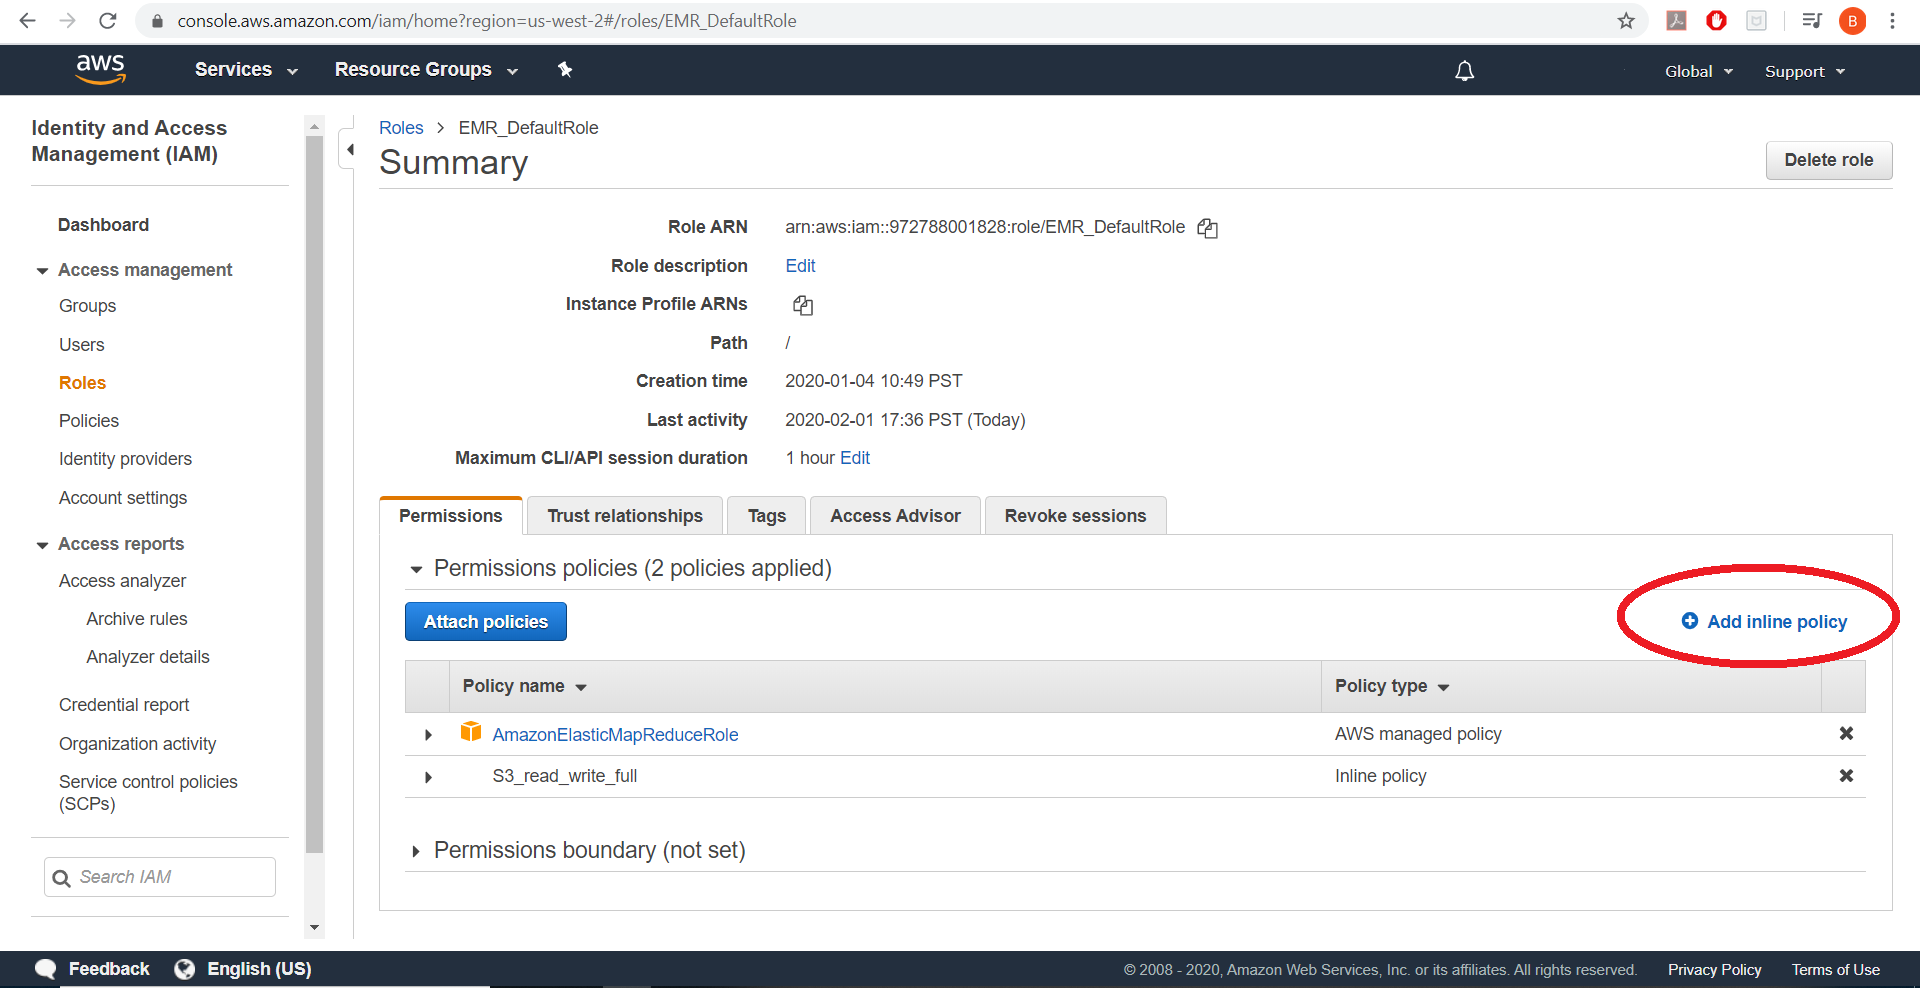 console.aws.amazon.com/iam/home?region=us-west-2#/roles/EMR_DefaultRole
B
aws
Services
Resource Groups
Global
Support
Identity and Access
Management (IAM)
Dashboard
Access management
Groups
Users
Roles
Policies
Identity providers
Account settings
Access reports
Access analyzer
Archive rules
Analyzer details
Credential report
Organization activity
Service control policies
(SCPs)
Search IAM
Roles > EMR_DefaultRole
Summary
Delete role
Role ARN arn:aws:iam::972788001828:role/EMR_DefaultRole
Role description Edit
Instance Profile ARNs
Path /
Creation time 2020-01-04 10:49 PST
Last activity 2020-02-01 17:36 PST (Today)
Maximum CLI/API session duration 1 hour Edit
Permissions Trust relationships Tags Access Advisor Revoke sessions
Permissions policies (2 policies applied)
Attach policies
Add inline policy
Policy name Policy type
AmazonElasticMapReduceRole AWS managed policy
S3_read_write_full Inline policy
Permissions boundary (not set)
Feedback
English (US)
© 2008 - 2020, Amazon Web Services, Inc. or its affiliates. All rights reserved.
Privacy Policy
Terms of Use